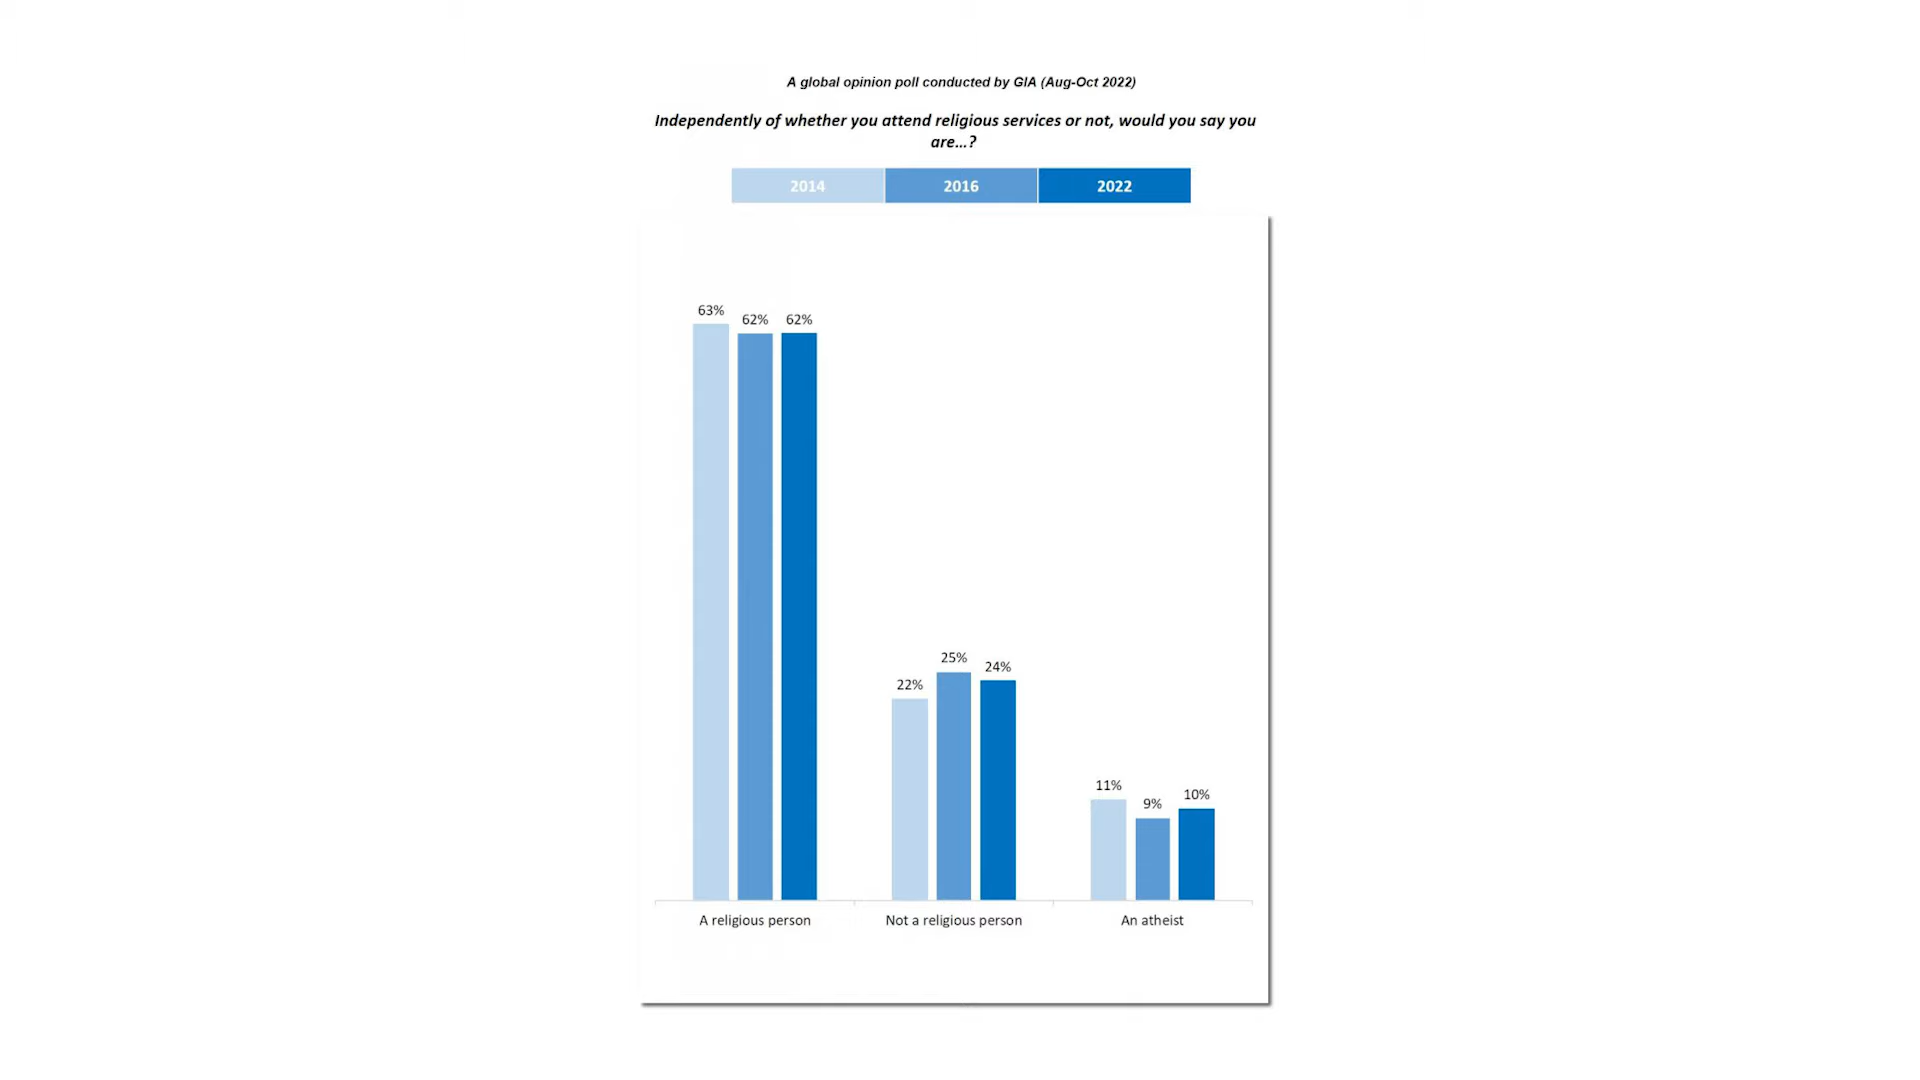 A global opinion poll conducted by GIA (Aug-Oct 2022)
Independently of whether you attend religious services or not, would you say you
are...?
2014 2016 2022
63% 62% 62%
22% 25% 24%
11% 9% 10%
A religious person Not a religious person An atheist